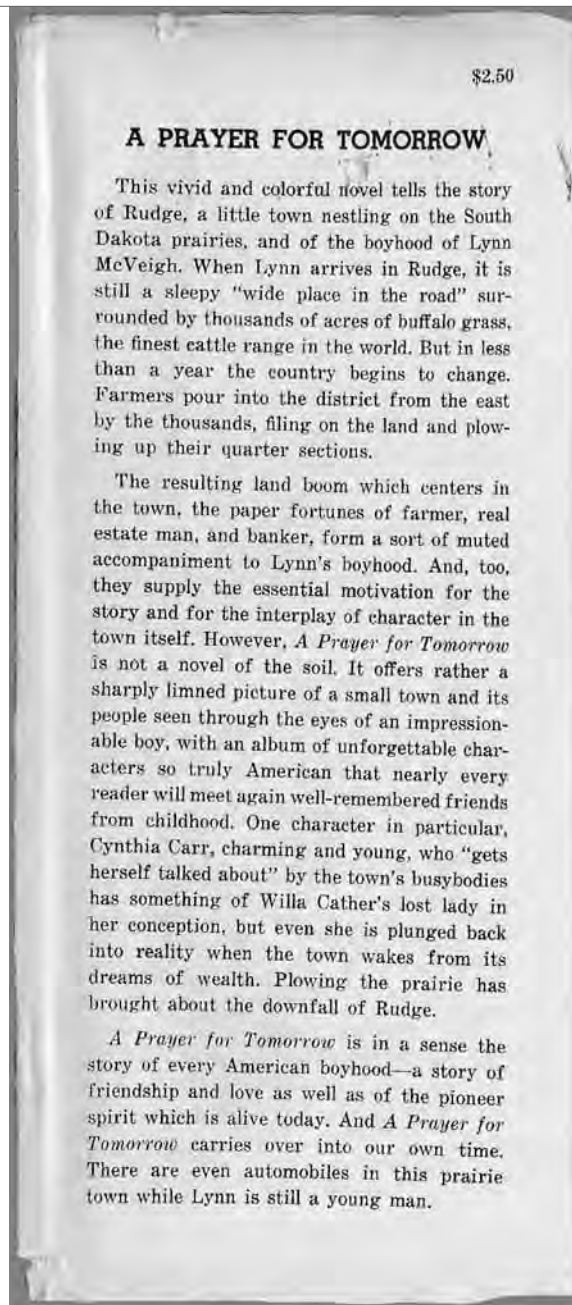 $2.50
A PRAYER FOR TOMORROW
This vivid and colorful novel tells the story
of Rudge, a little town nestling on the South
Dakota prairies, and of the boyhood of Lynn
McVeigh. When Lynn arrives in Rudge, it is
still a sleepy "wide place in the road" sur-
rounded by thousands of acres of buffalo grass,
the finest cattle range in the world. But in less
than a year the country begins to change.
Farmers pour into the district from the east
by the thousands, filing on the land and plow-
ing up their quarter sections.
The resulting land boom which centers in
the town, the paper fortunes of farmer, real
estate man, and banker, form a sort of muted
accompaniment to Lynn's boyhood. And, too,
they supply the essential motivation for the
story and for the interplay of character in the
town itself. However, A Prayer for Tomorrow
is not a novel of the soil. It offers rather a
sharply limned picture of a small town and its
people seen through the eyes of an impression-
able boy, with an album of unforgettable char-
acters so truly American that nearly every
reader will meet again well-remembered friends
from childhood. One character in particular,
Cynthia Carr, charming and young, who "gets
herself talked about" by the town's busybodies
has something of Willa Cather's lost lady in
her conception, but even she is plunged back
into reality when the town wakes from its
dreams of wealth. Plowing the prairie has
brought about the downfall of Rudge.
A Prayer for Tomorrow is in a sense the
story of every American boyhood—a story of
friendship and love as well as of the pioneer
spirit which is alive today. And A Prayer for
Tomorrow carries over into our own time.
There are even automobiles in this prairie
town while Lynn is still a young man.